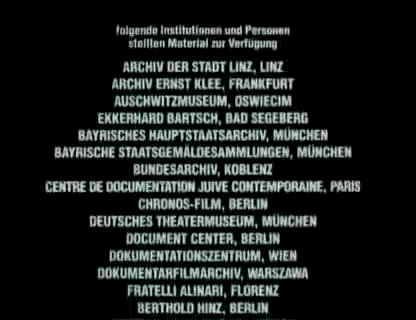 folgende Institutionen und Personen
stellten Material zur Verfügung
ARCHIV DER STADT LINZ, LINZ
ARCHIV ERNST KLEE, FRANKFURT
AUSCHWITZMUSEUM, OSWIECIM
EKKERHARD BARTSCH, BAD SEGEBERG
BAYRISCHES HAUPTSTAATSARCHIV, MÜNCHEN
BAYRISCHE STAATSGEMÄLDESAMMLUNGEN, MÜNCHEN
BUNDESARCHIV, KOBLENZ
CENTRE DE DOCUMENTATION JUIVE CONTEMPORAINE, PARIS
CHRONOS-FILM, BERLIN
DEUTSCHES THEATERMUSEUM, MÜNCHEN
DOCUMENT CENTER, BERLIN
DOKUMENTATIONSZENTRUM, WIEN
DOKUMENTARFILMARCHIV, WARSZAWA
FRATELLI ALINARI, FLORENZ
BERTHOLD HINZ, BERLIN